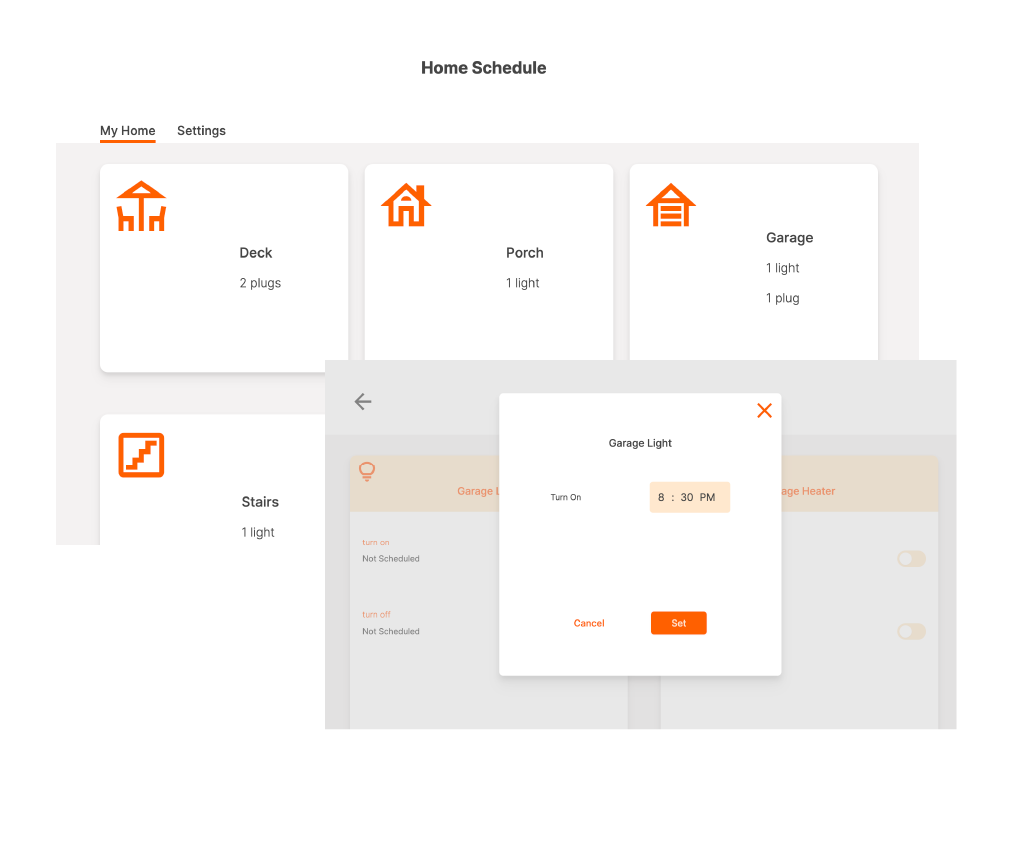 Home Schedule
My Home
Settings
Deck
2 plugs
Porch
1 light
Garage
1 light
1 plug
Stairs
1 light
Garage L
age Heater
turn on
Not Scheduled
turn off
Not Scheduled
Garage Light
Turn On
8 : 30 PM
Cancel
Set